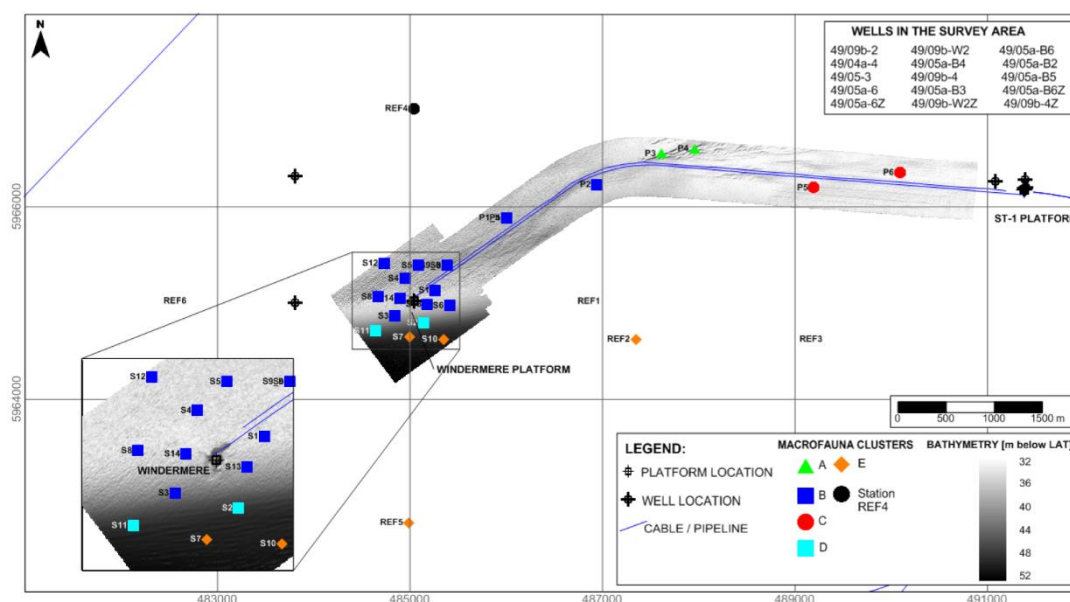 N
WELLS IN THE SURVEY AREA
49/09b-2 49/09b-W2 49/05a-B6
49/04a-4 49/05a-B4 49/05a-B2
49/05-3 49/09b-4 49/05a-B5
49/05a-6 49/05a-B3 49/05a-B6Z
49/05a-6Z 49/09b-W2Z 49/09b-4Z
REF4
P3
P4
P6
P5
P2
ST-1 PLATFORM
5966000
S12
S5
S4
S1
S8
S6
S3
S11
S7
S10
REF6
REF1
REF2
REF3
WINDERMERE PLATFORM
5964000
S12
S5
S4
S1
S8
S14
WINDERMERE
S13
S3
S2
S11
S7
S10
REF5
0 500 1000 1500 m
LEGEND:
PLATFORM LOCATION
WELL LOCATION
CABLE / PIPELINE
MACROFAUNA CLUSTERS
A
B
C
D
E
Station
REF4
BATHYMETRY [m below LAT]
32
36
40
44
48
52
483000 485000 487000 489000 491000